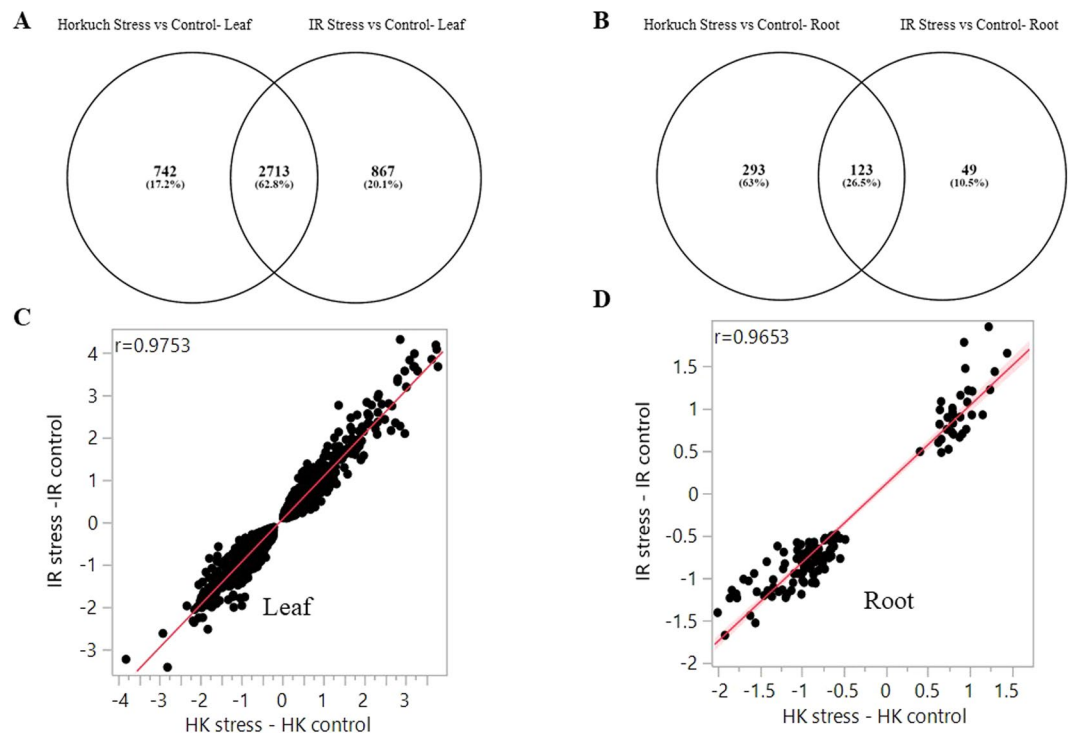 A
Horkuch Stress vs Control- Leaf
IR Stress vs Control- Leaf
742
(17.2%)
2713
(62.8%)
867
(20.1%)
B
Horkuch Stress vs Control- Root
IR Stress vs Control- Root
293
(63%)
123
(26.5%)
49
(10.5%)
C
r=0.9753
4
3
2
1
0
-1
-2
-3
IR stress -IR control
Leaf
-4 -3 -2 -1 0 1 2 3
HK stress - HK control
D
r=0.9653
1.5
1
0.5
0
-0.5
-1
-1.5
-2
IR stress - IR control
Root
-2 -1.5 -1 -0.5 0 0.5 1 1.5
HK stress - HK control